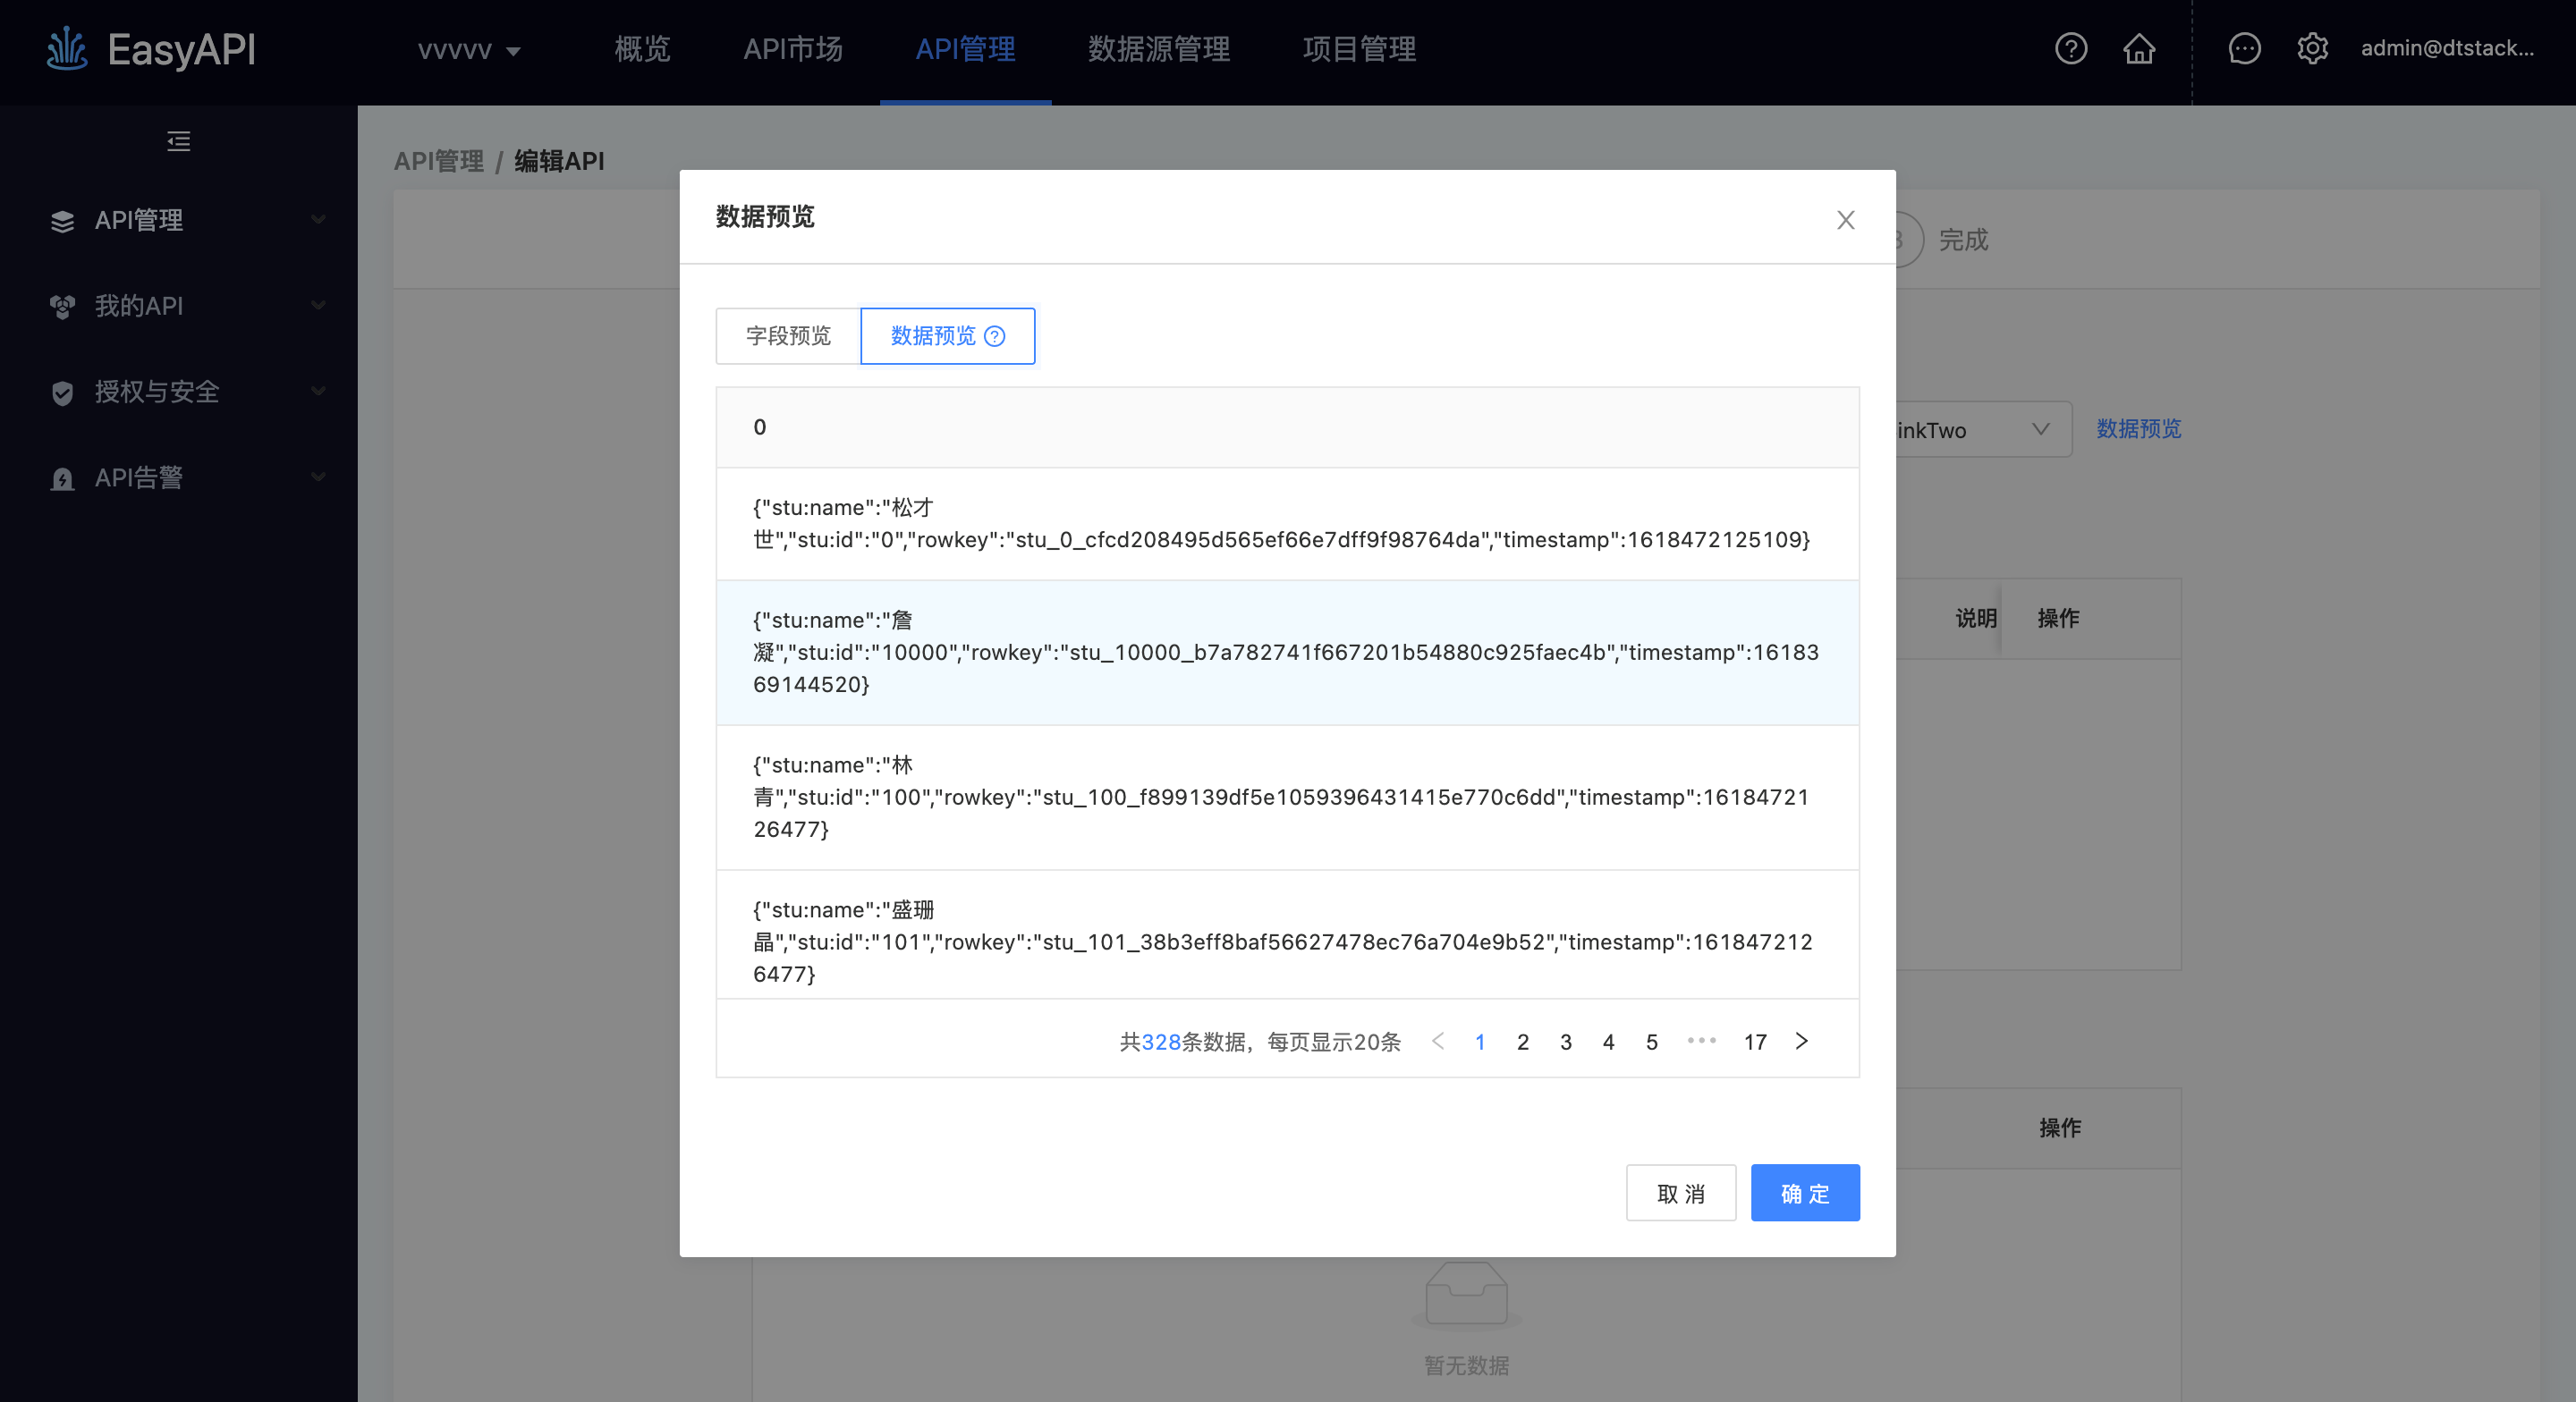 EasyAPI
vvvvv
概览
API市场
API管理
数据源管理
项目管理
admin@dtstack...
API管理
我的API
授权与安全
API告警
API管理 / 编辑API
完成
数据预览
字段预览
数据预览
inkTwo
数据预览
0
{"stu:name":"松才
世","stu:id":"0","rowkey":"stu_0_cfcd208495d565ef66e7dff9f98764da","timestamp":1618472125109}
{"stu:name":"詹
凝","stu:id":"10000","rowkey":"stu_10000_b7a782741f667201b54880c925faec4b","timestamp":16183
69144520}
{"stu:name":"林
青","stu:id":"100","rowkey":"stu_100_f899139df5e1059396431415e770c6dd","timestamp":16184721
26477}
{"stu:name":"盛珊
晶","stu:id":"101","rowkey":"stu_101_38b3eff8baf56627478ec76a704e9b52","timestamp":161847212
6477}
说明
操作
共328条数据，每页显示20条 < 1 2 3 4 5 ••• 17 >
操作
取 消
确 定
暂无数据